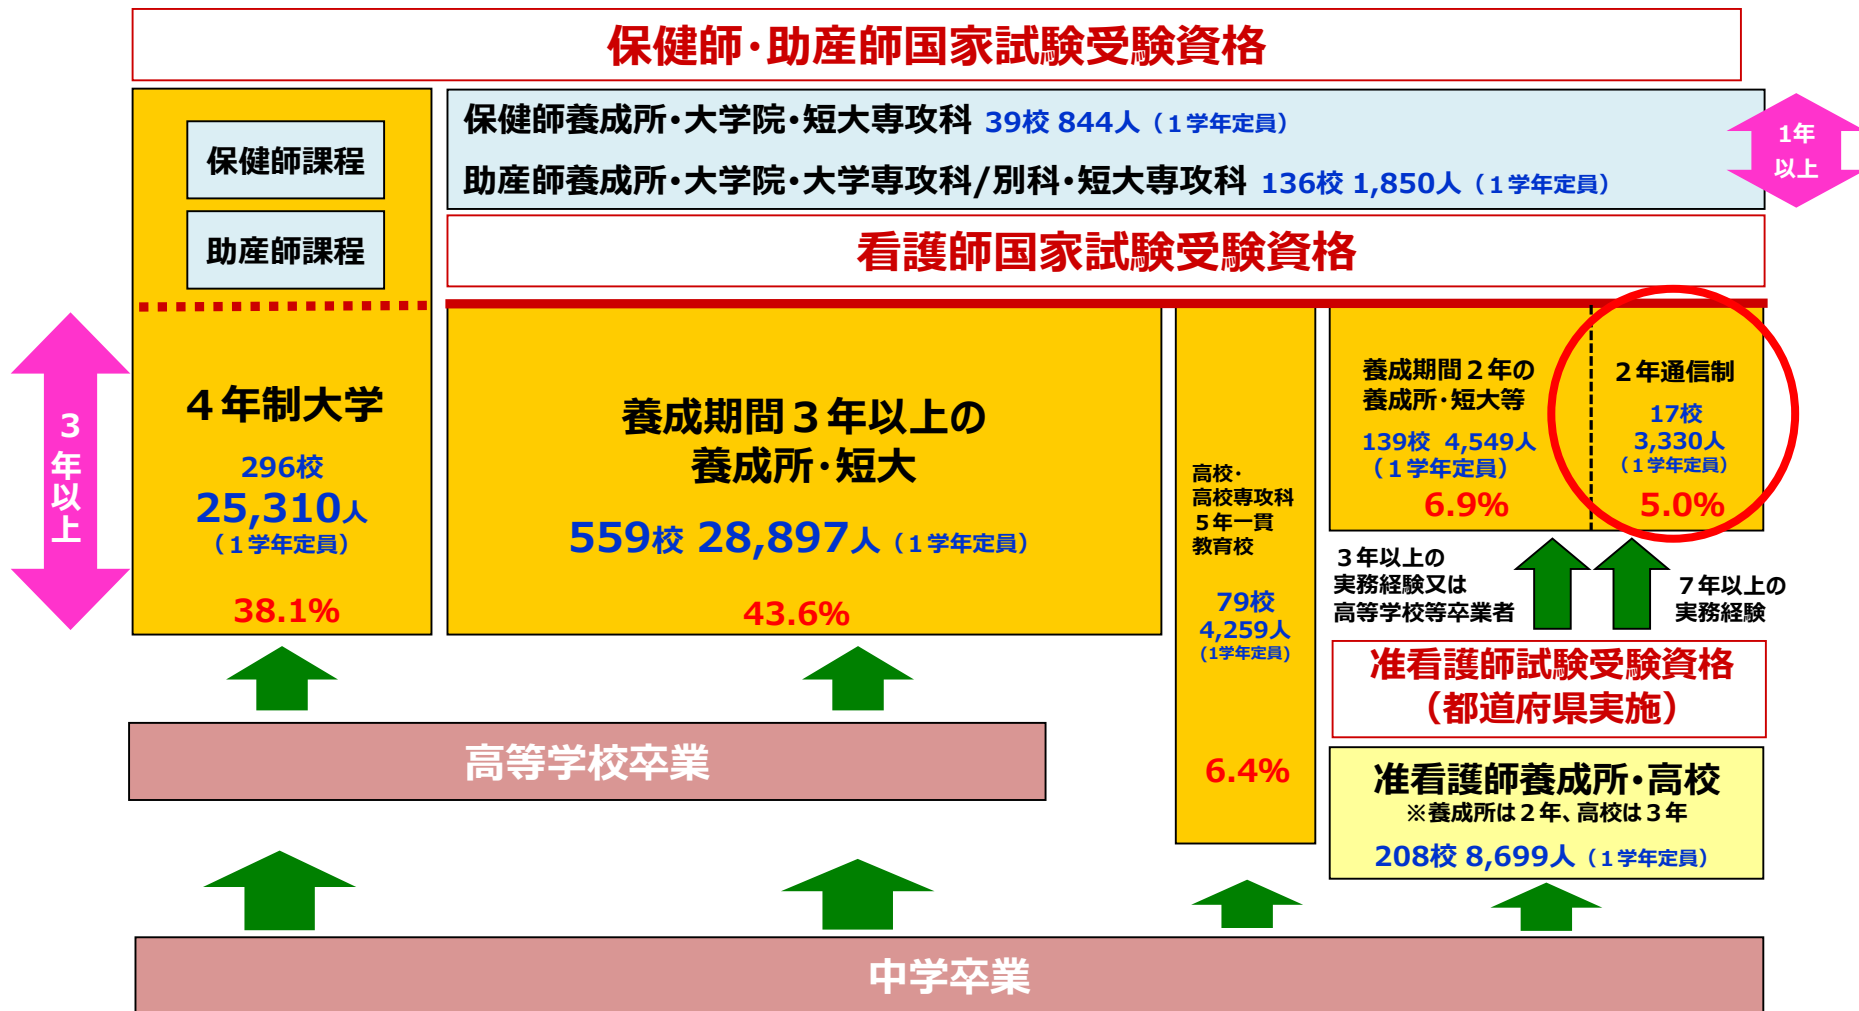 保健師・助産師国家試験受験資格
保健師課程
助産師課程
保健師養成所・大学院・短大専攻科 39校 844人（１学年定員）
助産師養成所・大学院・大学専攻科/別科・短大専攻科 136校 1,850人（１学年定員）
1年
以上
看護師国家試験受験資格
３年以上
４年制大学
296校
25,310人
（１学年定員）
38.1%
養成期間３年以上の
養成所・短大
559校 28,897人（１学年定員）
43.6%
高校・
高校専攻科
５年一貫
教育校
79校
4,259人
(1学年定員)
6.4%
養成期間２年の
養成所・短大等
139校 4,549人
（１学年定員）
6.9%
２年通信制
17校
3,330人
（１学年定員）
5.0%
３年以上の
実務経験又は
高等学校等卒業者
７年以上の
実務経験
准看護師試験受験資格
（都道府県実施）
准看護師養成所・高校
※養成所は２年、高校は３年
208校 8,699人（１学年定員）
高等学校卒業
中学卒業